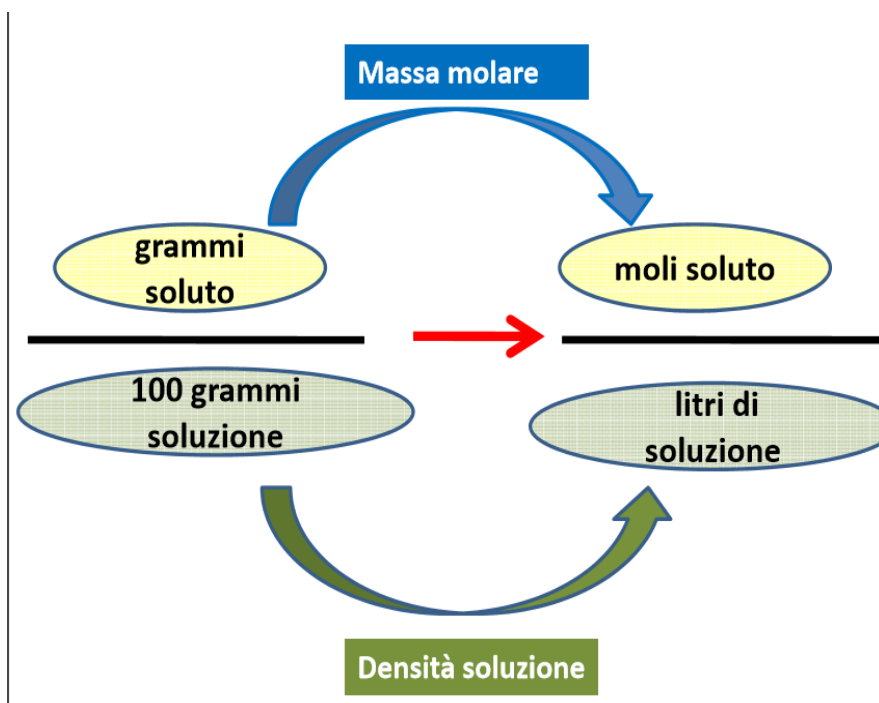 Massa molare
grammi
soluto
moli soluto
100 grammi
soluzione
litri di
soluzione
Densità soluzione